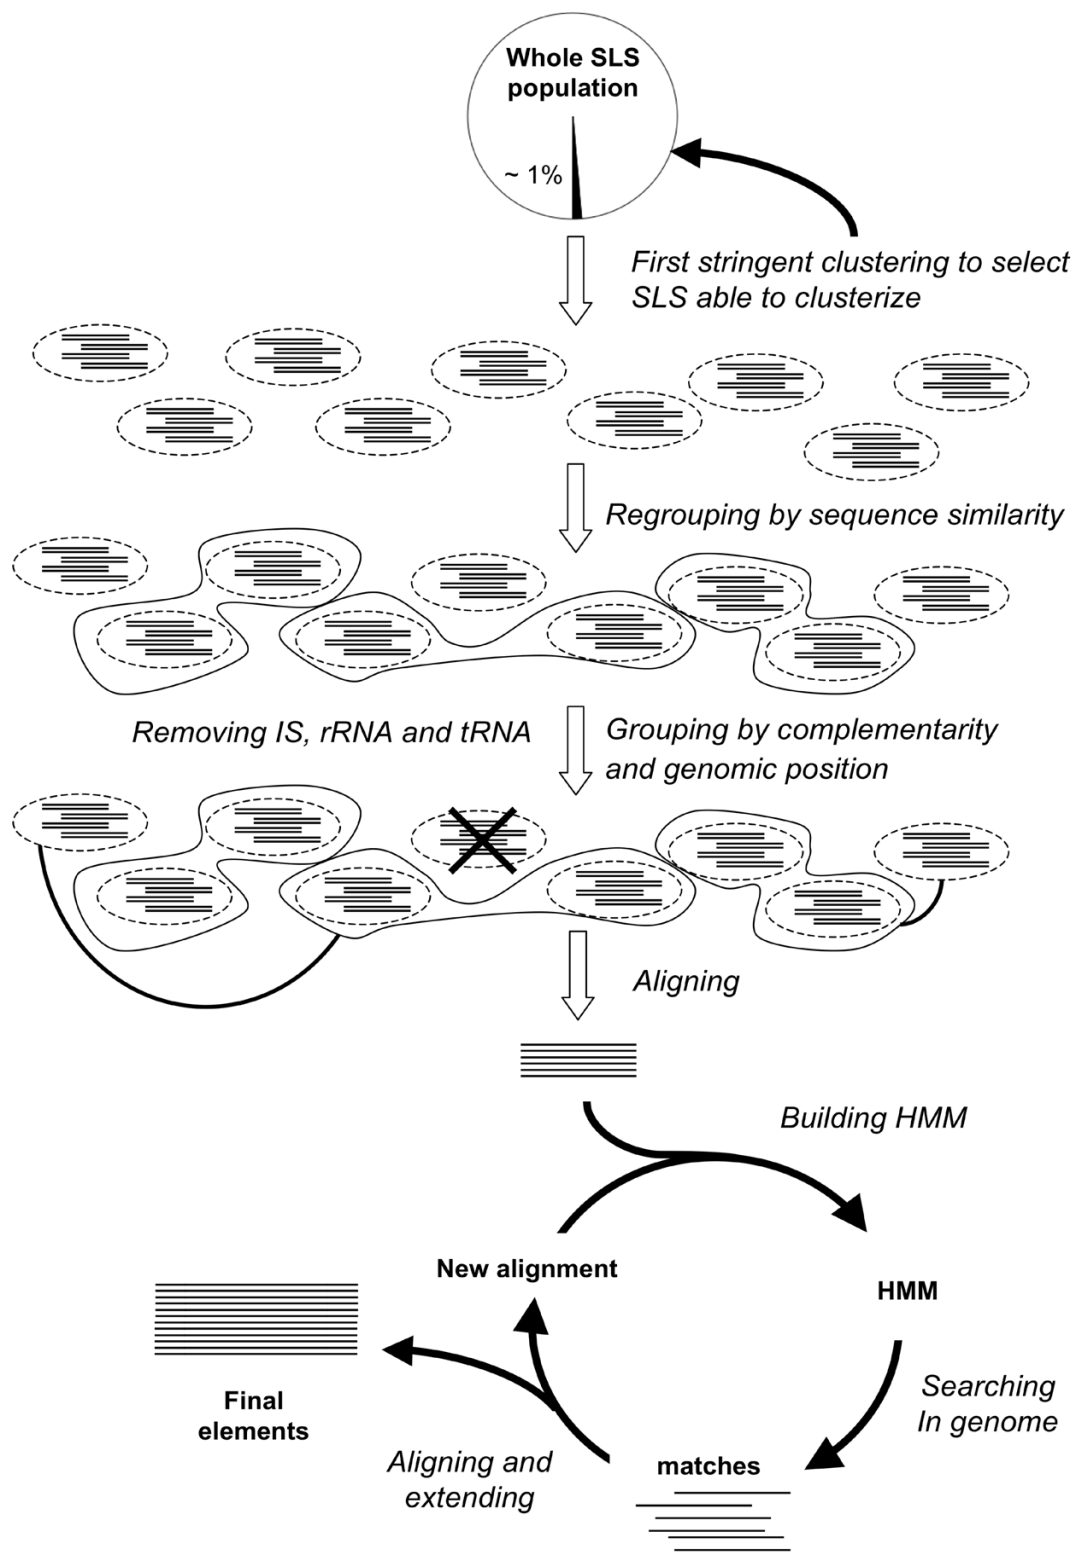 Whole SLS
population
~ 1%
First stringent clustering to select
SLS able to clusterize
Regrouping by sequence similarity
Removing IS, rRNA and tRNA
Grouping by complementarity
and genomic position
Aligning
Building HMM
New alignment
HMM
Final
elements
Searching
In genome
Aligning and
extending
matches